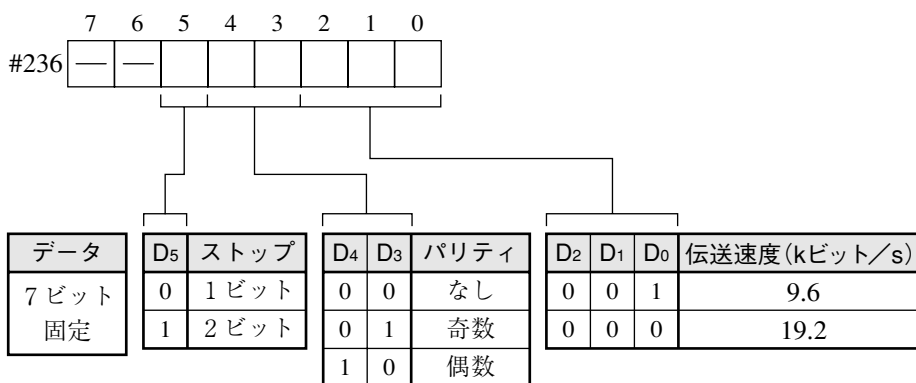 7 6 5 4 3 2 1 0
#236 — —
データ
7ビット
固定
D5 ストップ
0 1ビット
1 2ビット
D4 D3 パリティ
0 0 なし
0 1 奇数
1 0 偶数
D2 D1 D0 伝送速度(kビット/s)
0 0 1 9.6
0 0 0 19.2